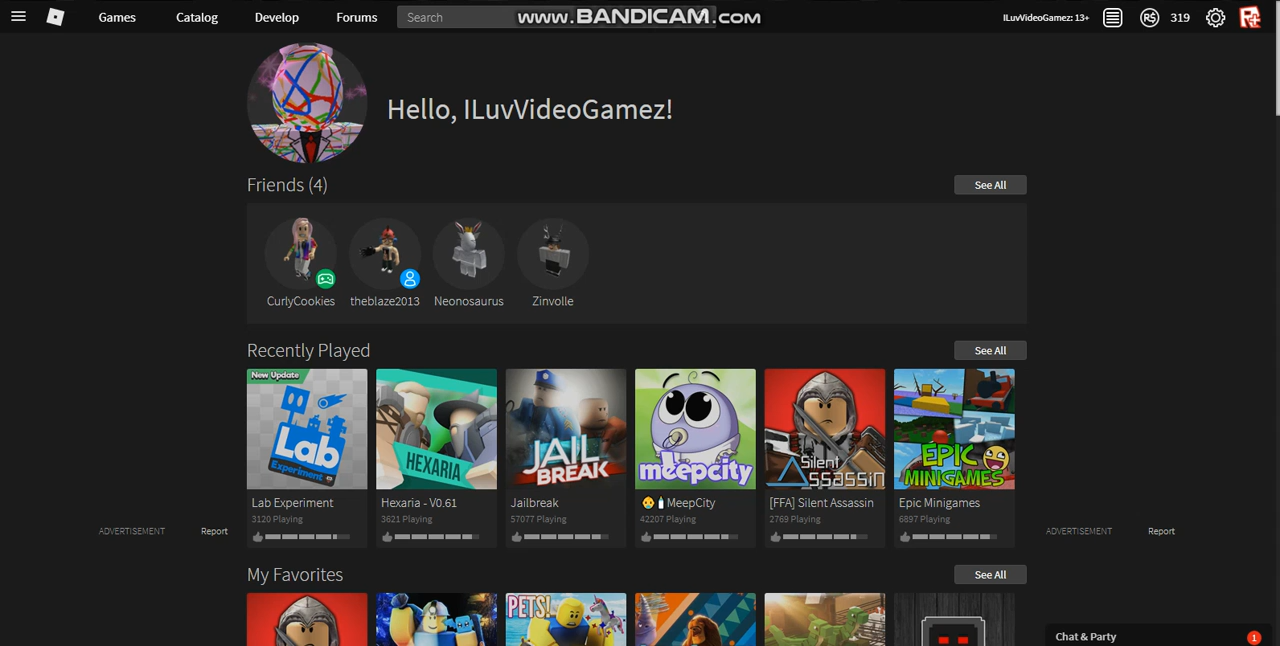 Games Catalog Develop Forums Search www.BANDICAM.com ILuvVideoGamez: 13+ R$ 319 R+
Hello, ILuvVideoGamez!
Friends (4) See All
CurlyCookies theblaze2013 Neonosaurus Zinvolle
Recently Played See All
New Update
Lab
Experiment
HEXARIA
JAIL
BREAK
meepcity
Silent
Assassin
EPIC
MINIGAMES
Lab Experiment Hexaria - V0.61 Jailbreak 👶🍼MeepCity [FFA] Silent Assassin Epic Minigames
3120 Playing 3621 Playing 57077 Playing 42207 Playing 2769 Playing 6897 Playing
ADVERTISEMENT Report ADVERTISEMENT Report
My Favorites See All
PETS!
Chat & Party 1